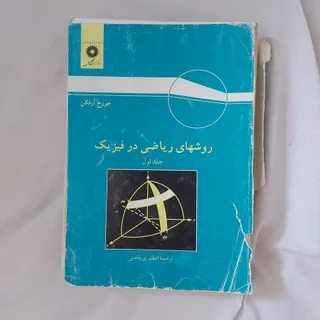 جورج آرفکن
روشهای ریاضی در فیزیک
جلد اول
ترجمهٔ اعظم پورقاضی